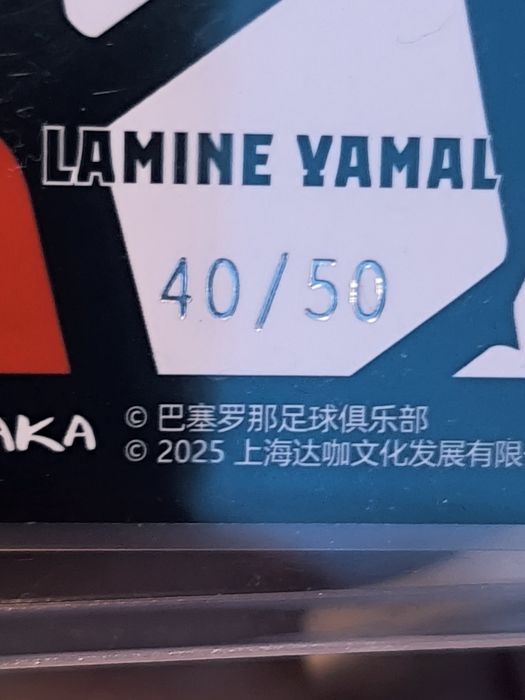 LAMINE YAMAL
40/50
AKA
© 巴塞罗那足球俱乐部
© 2025 上海达咖文化发展有限